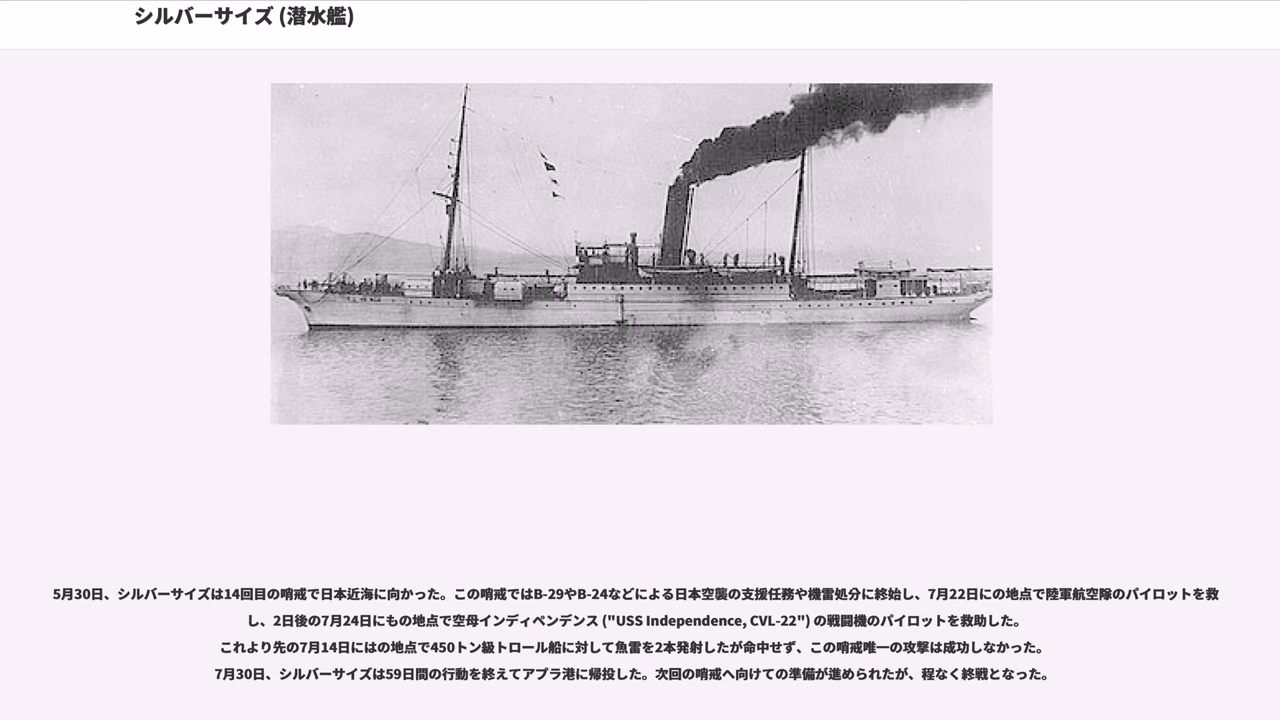 シルバーサイズ (潜水艦)
5月30日、シルバーサイズは14回目の哨戒で日本近海に向かった。この哨戒ではB-29やB-24などによる日本空襲の支援任務や機雷処分に終始し、7月22日にの地点で陸軍航空隊のパイロットを救
し、2日後の7月24日にもの地点で空母インディペンデンス ("USS Independence, CVL-22") の戦闘機のパイロットを救助した。
これより先の7月14日にはの地点で450トン級トロール船に対して魚雷を2本発射したが命中せず、この哨戒唯一の攻撃は成功しなかった。
7月30日、シルバーサイズは59日間の行動を終えてアプラ港に帰投した。次回の哨戒へ向けての準備が進められたが、程なく終戦となった。